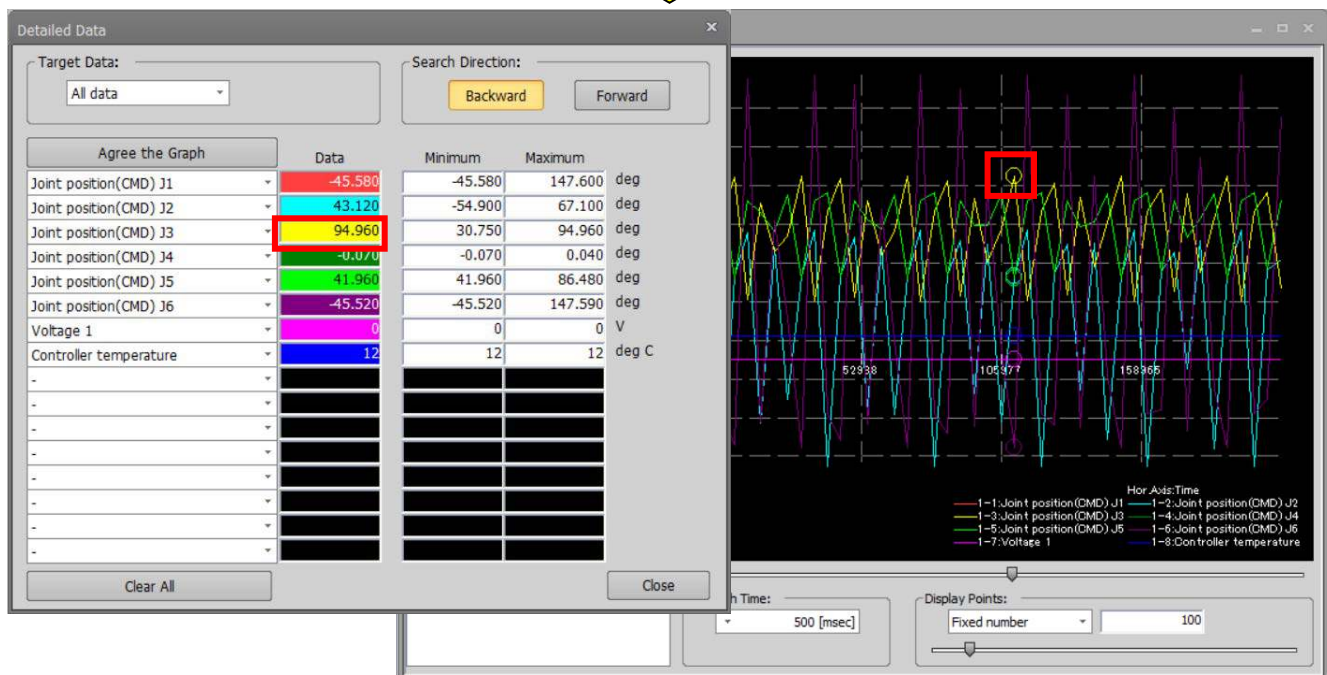 Detailed Data
Target Data:
All data
Search Direction:
Backward Forward
Agree the Graph Data Minimum Maximum
Joint position(CMD) J1 -45.580 -45.580 147.600 deg
Joint position(CMD) J2 43.120 -54.900 67.100 deg
Joint position(CMD) J3 94.960 30.750 94.960 deg
Joint position(CMD) J4 -0.070 -0.070 0.040 deg
Joint position(CMD) J5 41.960 41.960 86.480 deg
Joint position(CMD) J6 -45.520 -45.520 147.590 deg
Voltage 1 0 0 0 V
Controller temperature 12 12 12 deg C
-
-
-
-
-
-
-
-
Clear All Close
52988 105977 158965
Hor.Axis:Time
1-1:Joint position(CMD) J1 1-2:Joint position(CMD) J2
1-3:Joint position(CMD) J3 1-4:Joint position(CMD) J4
1-5:Joint position(CMD) J5 1-6:Joint position(CMD) J6
1-7:Voltage 1 1-8:Controller temperature
h Time:
500 [msec]
Display Points:
Fixed number 100